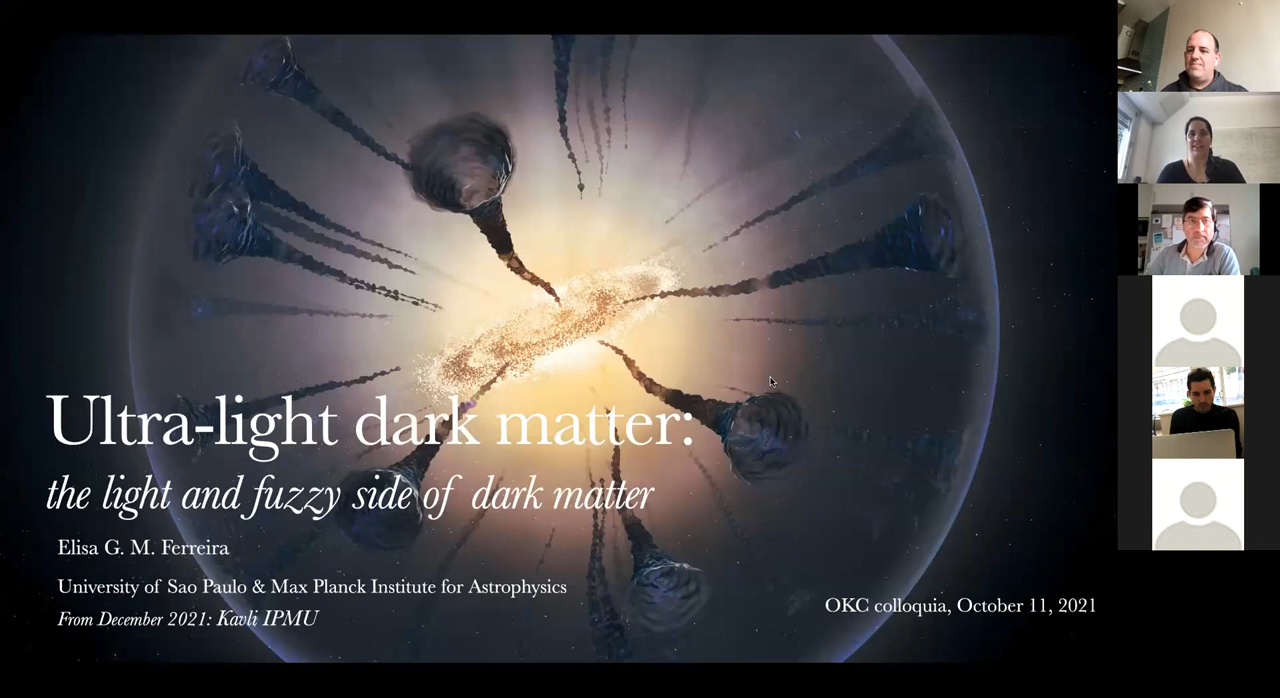 Ultra-light dark matter:
the light and fuzzy side of dark matter
Elisa G. M. Ferreira
University of Sao Paulo & Max Planck Institute for Astrophysics
From December 2021: Kavli IPMU
OKC colloquia, October 11, 2021